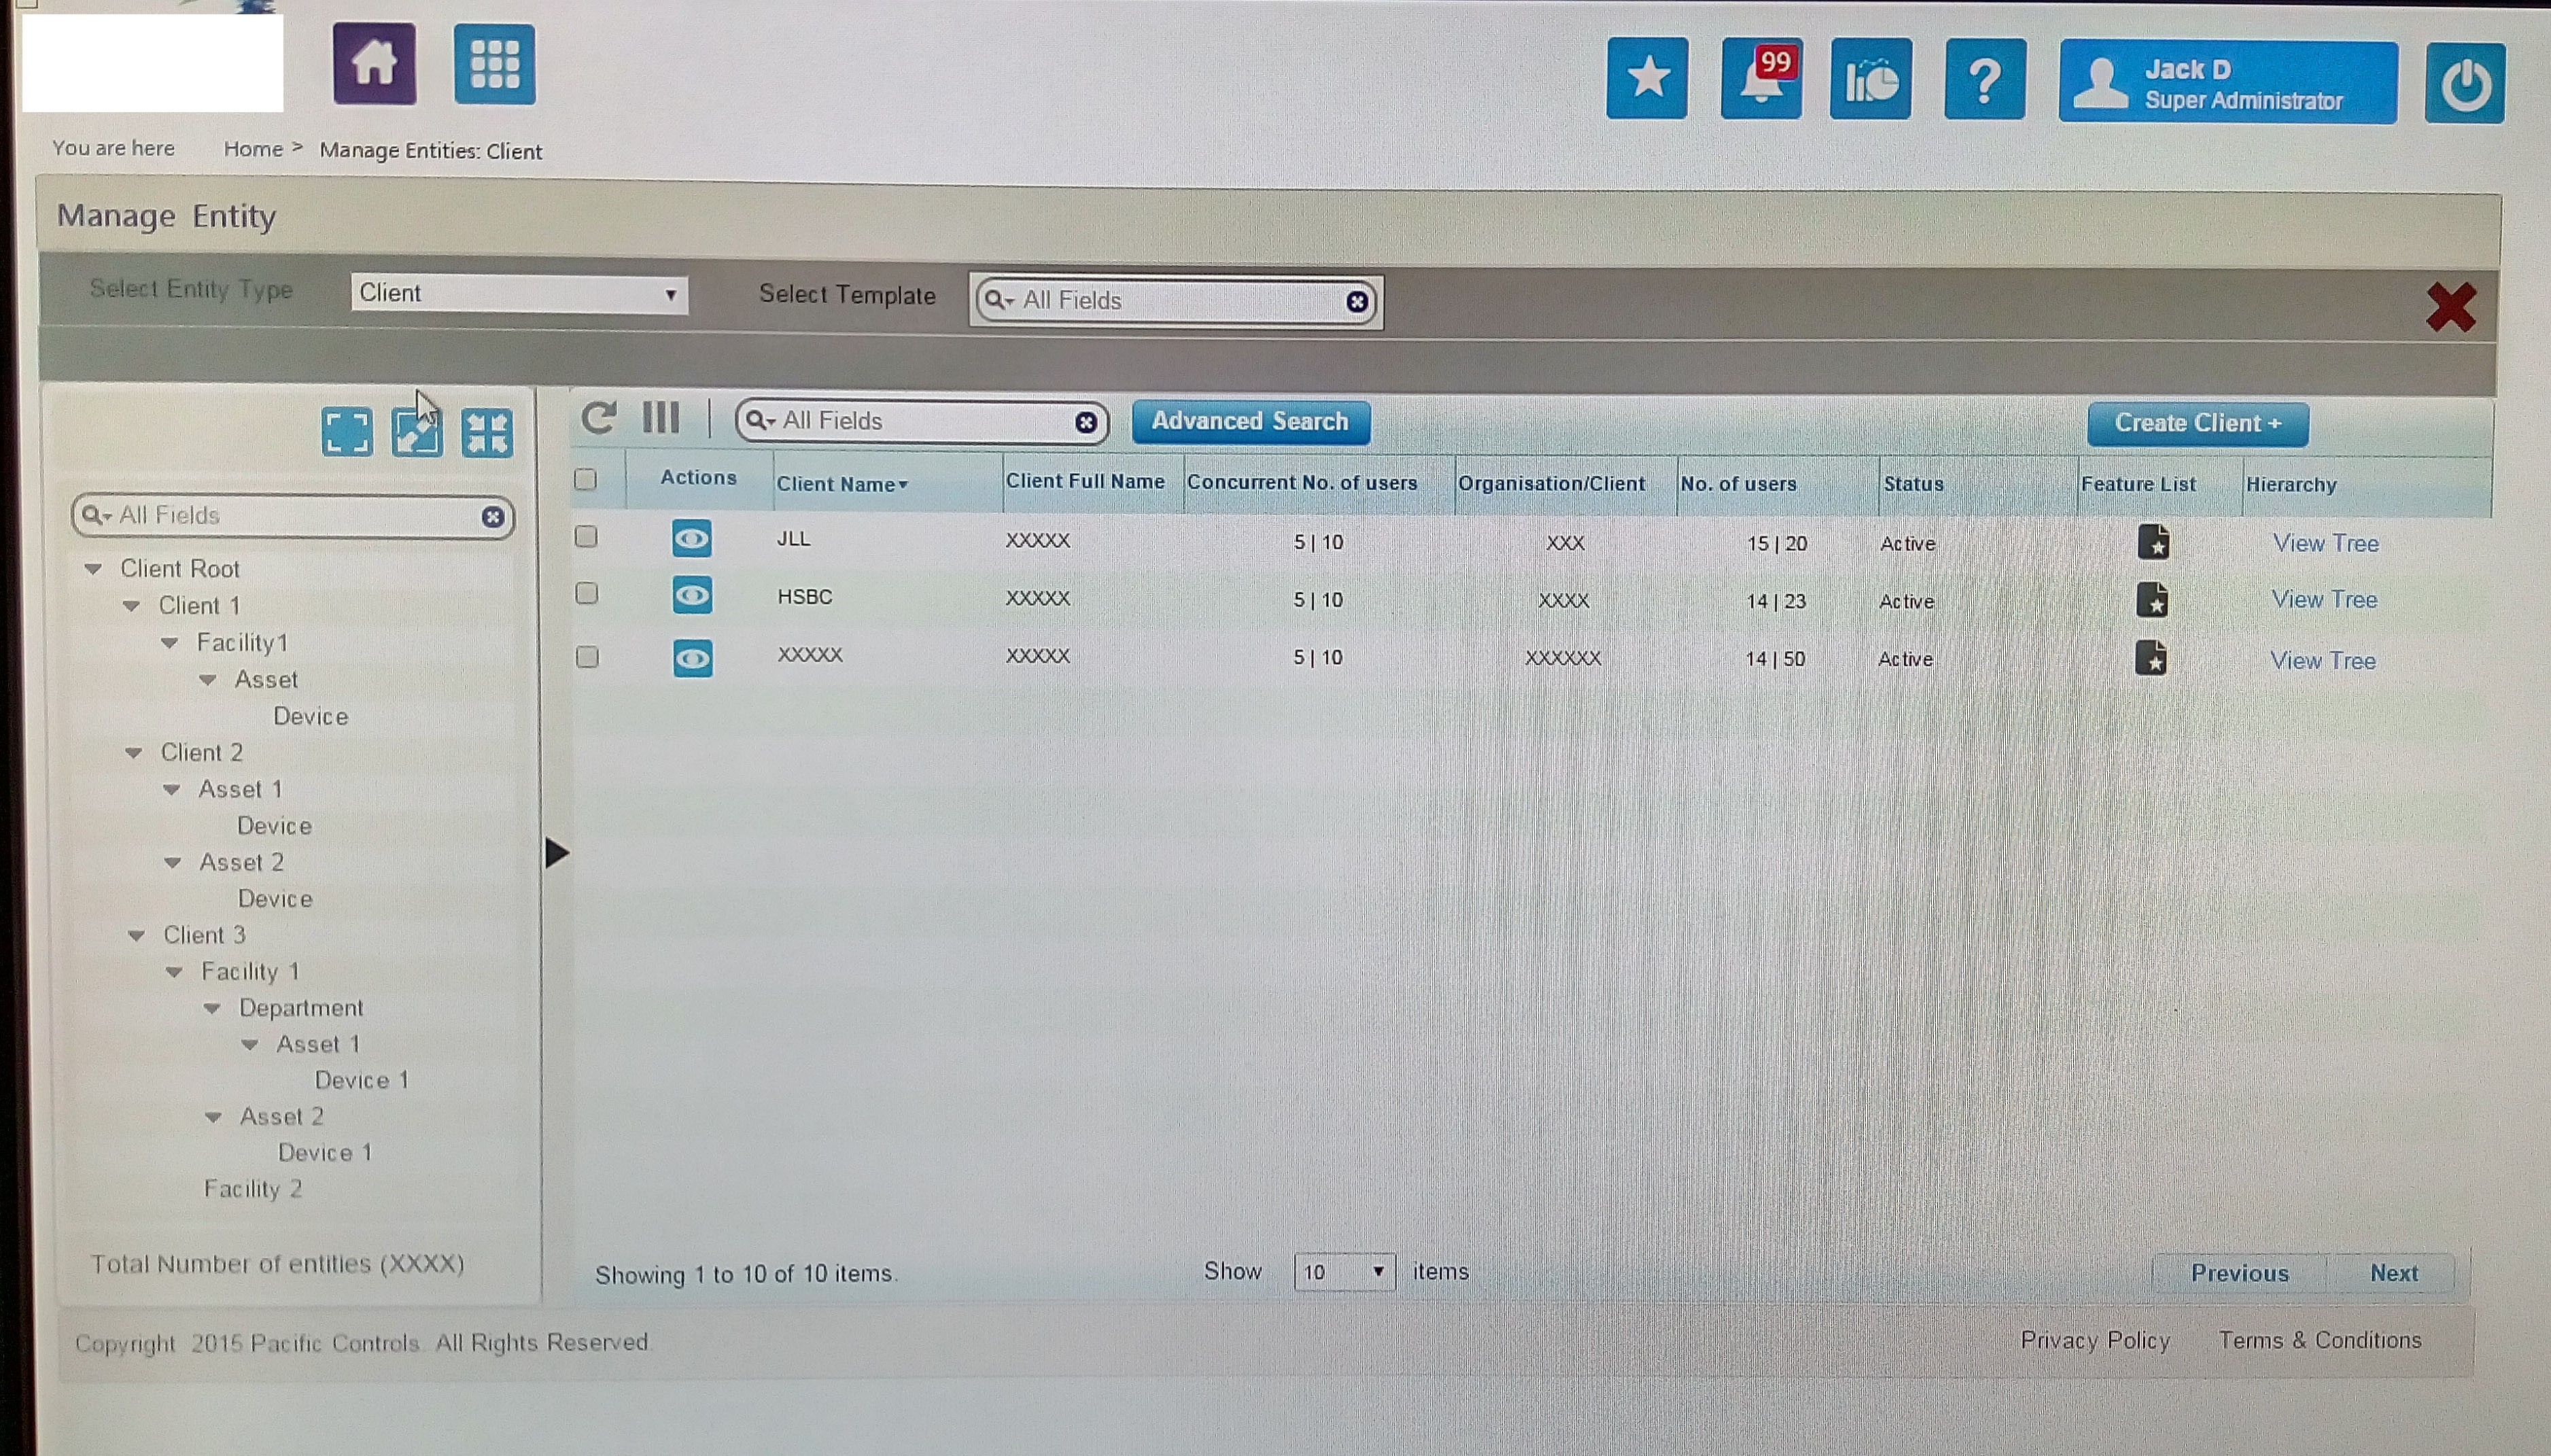 99
Jack D
Super Administrator
You are here Home > Manage Entities: Client
Manage Entity
Select Entity Type Client Select Template All Fields
All Fields Advanced Search Create Client +
Actions Client Name Client Full Name Concurrent No. of users Organisation/Client No. of users Status Feature List Hierarchy
JLL XXXXX 5 | 10 XXX 15 | 20 Active View Tree
HSBC XXXXX 5 | 10 XXXX 14 | 23 Active View Tree
XXXXX XXXXX 5 | 10 XXXXXX 14 | 50 Active View Tree
All Fields
Client Root
Client 1
Facility1
Asset
Device
Client 2
Asset 1
Device
Asset 2
Device
Client 3
Facility 1
Department
Asset 1
Device 1
Asset 2
Device 1
Facility 2
Total Number of entities (XXXX)
Showing 1 to 10 of 10 items. Show 10 items Previous Next
Copyright 2015 Pacific Controls. All Rights Reserved. Privacy Policy Terms & Conditions